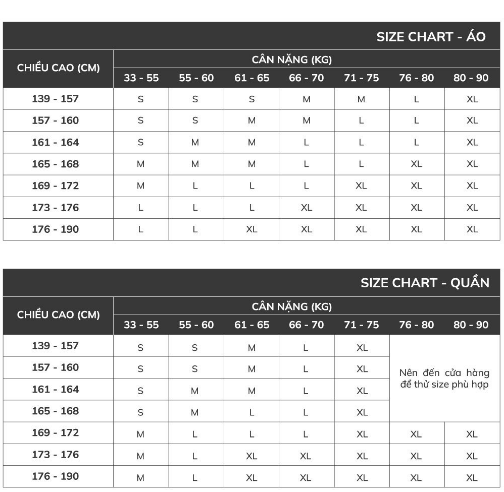 SIZE CHART - ÁO
CHIỀU CAO (CM)
CÂN NẶNG (KG)
33 - 55 55 - 60 61 - 65 66 - 70 71 - 75 76 - 80 80 - 90
139 - 157 S S S M M L XL
157 - 160 S S M M L L XL
161 - 164 S M M L L L XL
165 - 168 M M M L L XL XL
169 - 172 M L L L XL XL XL
173 - 176 L L L XL XL XL XL
176 - 190 L L XL XL XL XL XL
SIZE CHART - QUẦN
CHIỀU CAO (CM)
CÂN NẶNG (KG)
33 - 55 55 - 60 61 - 65 66 - 70 71 - 75 76 - 80 80 - 90
139 - 157 S S M L XL
157 - 160 S S M L XL
161 - 164 S M M L XL
165 - 168 S M L L XL
Nên đến cửa hàng
để thử size phù hợp
169 - 172 M L L L XL XL XL
173 - 176 M L XL XL XL XL XL
176 - 190 M L XL XL XL XL XL